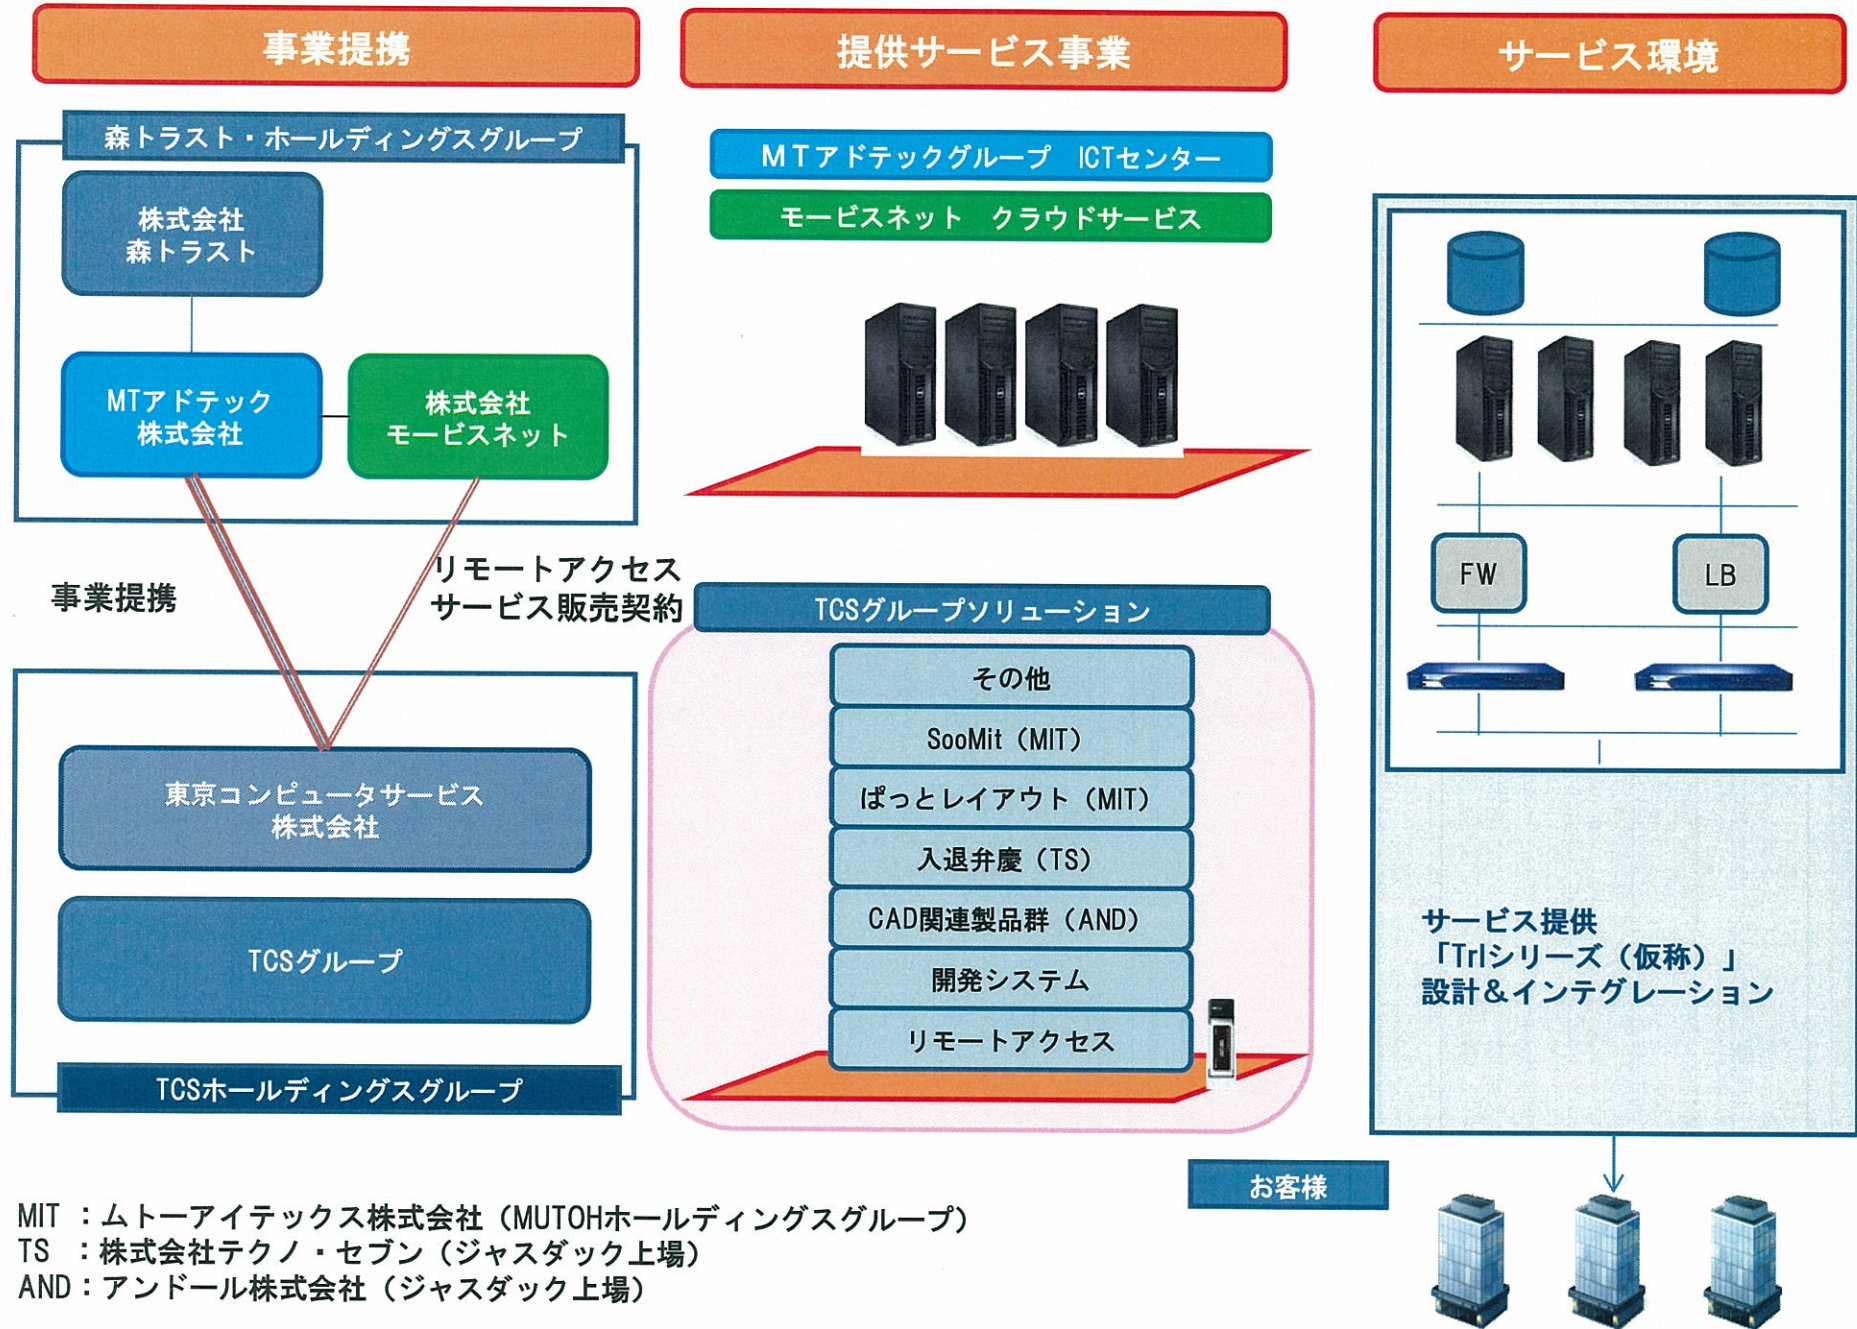 事業提携
森トラスト・ホールディングスグループ
株式会社
森トラスト
MTアドテック
株式会社
株式会社
モービスネット
事業提携
リモートアクセス
サービス販売契約
東京コンピュータサービス
株式会社
TCSグループ
TCSホールディングスグループ
提供サービス事業
MTアドテックグループ　ICTセンター
モービスネット　クラウドサービス
TCSグループソリューション
その他
SooMit（MIT）
ぱっとレイアウト（MIT）
入退弁慶（TS）
CAD関連製品群（AND）
開発システム
リモートアクセス
サービス環境
FW
LB
サービス提供
「TrIシリーズ（仮称）」
設計＆インテグレーション
お客様
MIT ：ムトーアイテックス株式会社（MUTOHホールディングスグループ）
TS ：株式会社テクノ・セブン（ジャスダック上場）
AND：アンドール株式会社（ジャスダック上場）